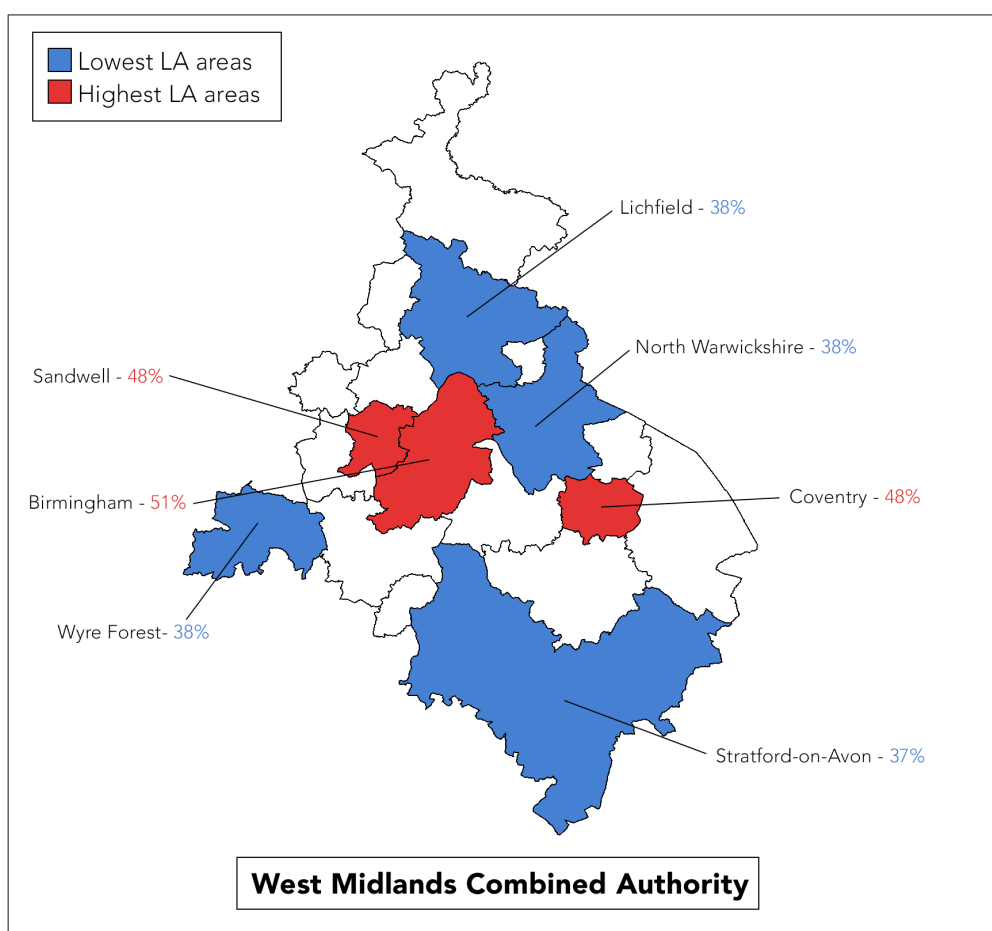 Lowest LA areas
Highest LA areas
Lichfield - 38%
North Warwickshire - 38%
Sandwell - 48%
Coventry - 48%
Birmingham - 51%
Wyre Forest- 38%
Stratford-on-Avon - 37%
West Midlands Combined Authority